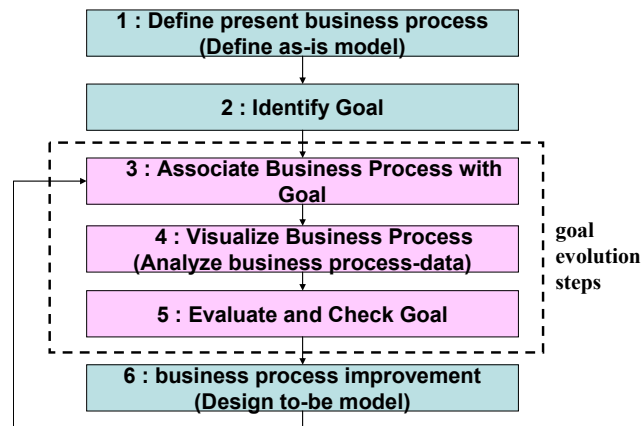 1 : Define present business process
(Define as-is model)
2 : Identify Goal
3 : Associate Business Process with
Goal
4 : Visualize Business Process
(Analyze business process-data)
5 : Evaluate and Check Goal
goal
evolution
steps
6 : business process improvement
(Design to-be model)